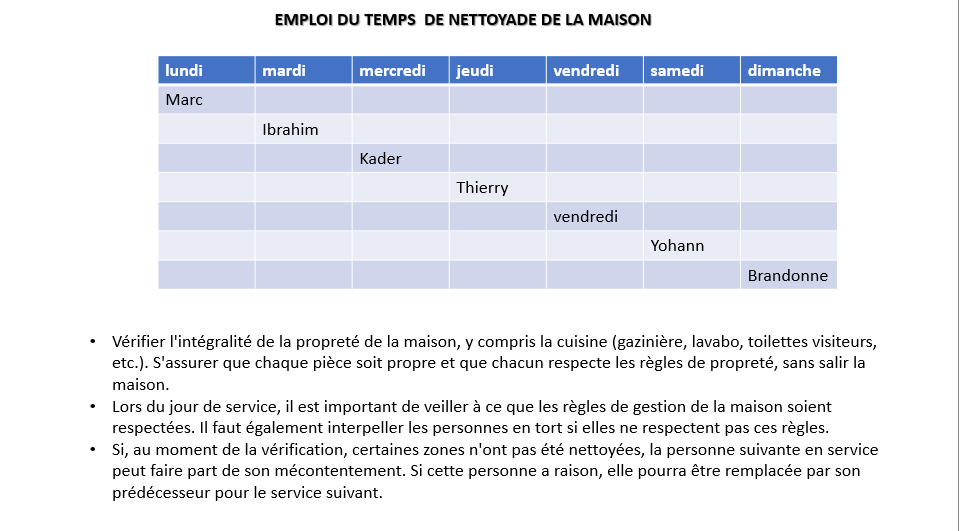 EMPLOI DU TEMPS  DE NETTOYADE DE LA MAISON
lundi mardi mercredi jeudi vendredi samedi dimanche
Marc
Ibrahim
Kader
Thierry
vendredi
Yohann
Brandonne
• Vérifier l'intégralité de la propreté de la maison, y compris la cuisine (gazinière, lavabo, toilettes visiteurs,
etc.). S'assurer que chaque pièce soit propre et que chacun respecte les règles de propreté, sans salir la
maison.
• Lors du jour de service, il est important de veiller à ce que les règles de gestion de la maison soient
respectées. Il faut également interpeller les personnes en tort si elles ne respectent pas ces règles.
• Si, au moment de la vérification, certaines zones n'ont pas été nettoyées, la personne suivante en service
peut faire part de son mécontentement. Si cette personne a raison, elle pourra être remplacée par son
prédécesseur pour le service suivant.